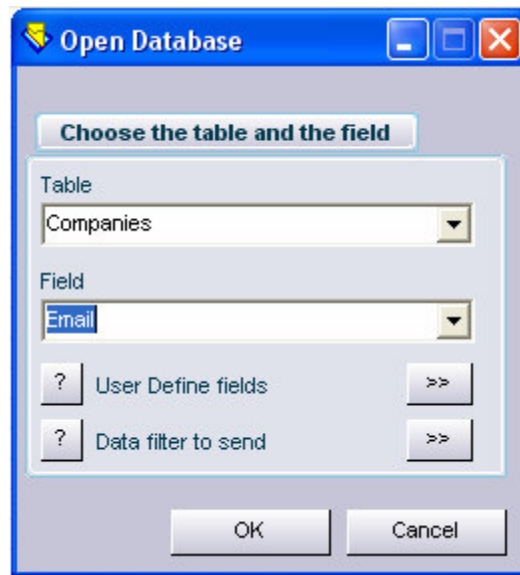 Open Database
Choose the table and the field
Table
Companies
Field
Email
? User Define fields >>
? Data filter to send >>
OK Cancel